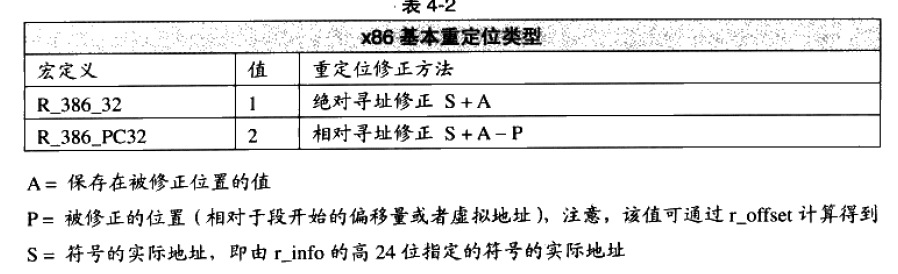 表 4-2
x86 基本重定位类型
宏定义 值 重定位修正方法
R_386_32 1 绝对寻址修正 S + A
R_386_PC32 2 相对寻址修正 S + A – P
A = 保存在被修正位置的值
P = 被修正的位置（相对于段开始的偏移量或者虚拟地址），注意，该值可通过 r_offset 计算得到
S = 符号的实际地址，即由 r_info 的高 24 位指定的符号的实际地址